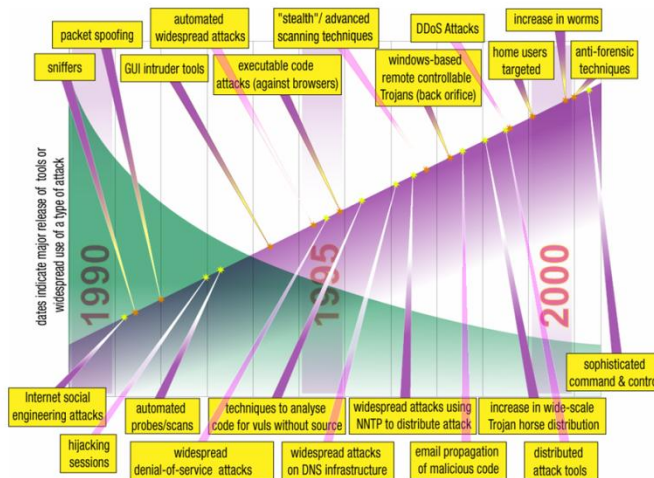 packet spoofing
automated
widespread attacks
"stealth"/ advanced
scanning techniques
DDoS Attacks
increase in worms
sniffers
GUI intruder tools
executable code
attacks (against browsers)
windows-based
remote controllable
Trojans (back orifice)
home users
targeted
anti-forensic
techniques
dates indicate major release of tools or
widespread use of a type of attack
1990
1995
2000
Internet social
engineering attacks
hijacking
sessions
automated
probes/scans
widespread
denial-of-service attacks
techniques to analyse
code for vuls without source
widespread attacks
on DNS infrastructure
widespread attacks using
NNTP to distribute attack
email propagation
of malicious code
increase in wide-scale
Trojan horse distribution
distributed
attack tools
sophisticated
command & control